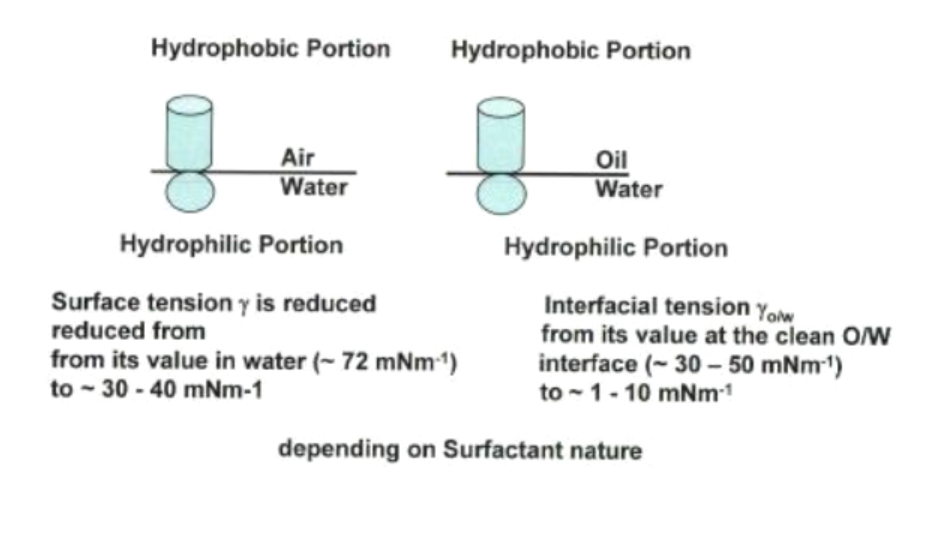 Hydrophobic Portion
Hydrophobic Portion
Air
Water
Oil
Water
Hydrophilic Portion
Hydrophilic Portion
Surface tension γ is reduced
reduced from
from its value in water (~ 72 mNm⁻¹)
to ~ 30 - 40 mNm-1
Interfacial tension γo/w
from its value at the clean O/W
interface (~ 30 – 50 mNm⁻¹)
to ~ 1 - 10 mNm⁻¹
depending on Surfactant nature